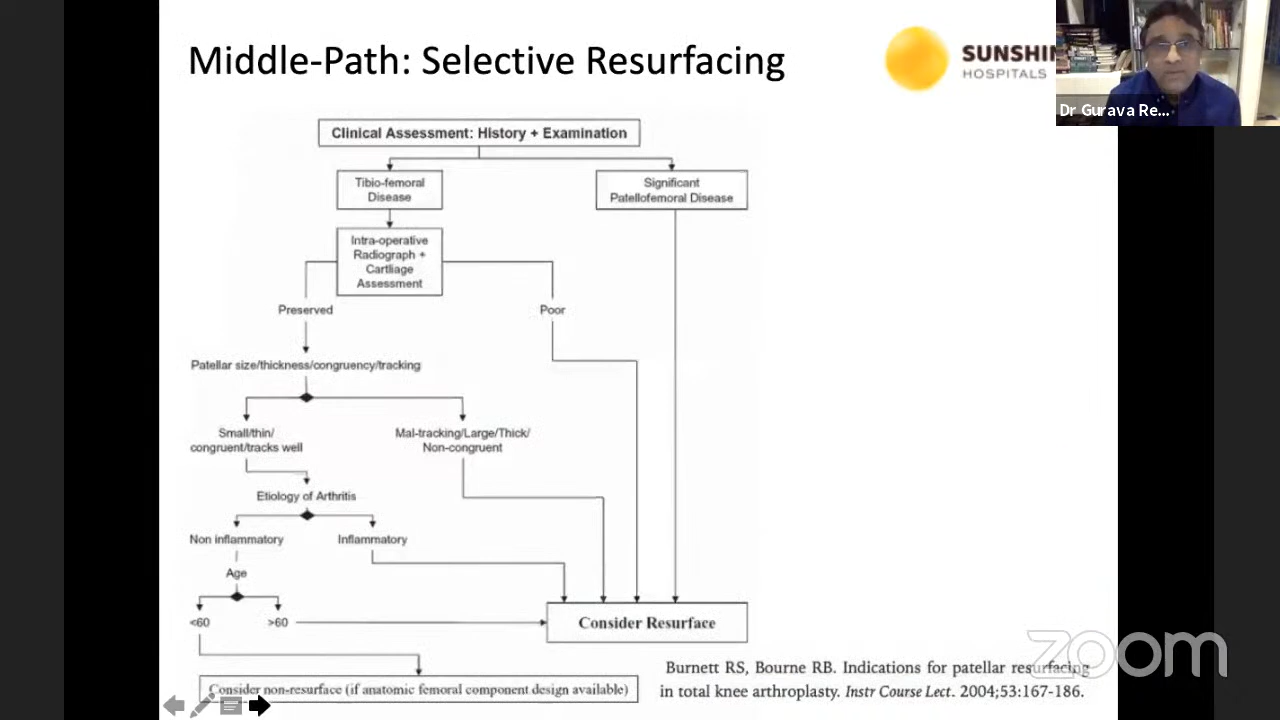 Middle-Path: Selective Resurfacing
SUNSHIN
HOSPITALS
Dr Gurava Re...
Clinical Assessment: History + Examination
Tibio-femoral
Disease
Significant
Patellofemoral Disease
Intra-operative
Radiograph +
Cartilage
Assessment
Preserved
Poor
Patellar size/thickness/congruency/tracking
Small/thin/
congruent/tracks well
Mal-tracking/Large/Thick/
Non-congruent
Etiology of Arthritis
Non inflammatory
Inflammatory
Age
<60
>60
Consider Resurface
Consider non-resurface (if anatomic femoral component design available)
Burnett RS, Bourne RB. Indications for patellar resurfacing
in total knee arthroplasty. Instr Course Lect. 2004;53:167-186.
zoom